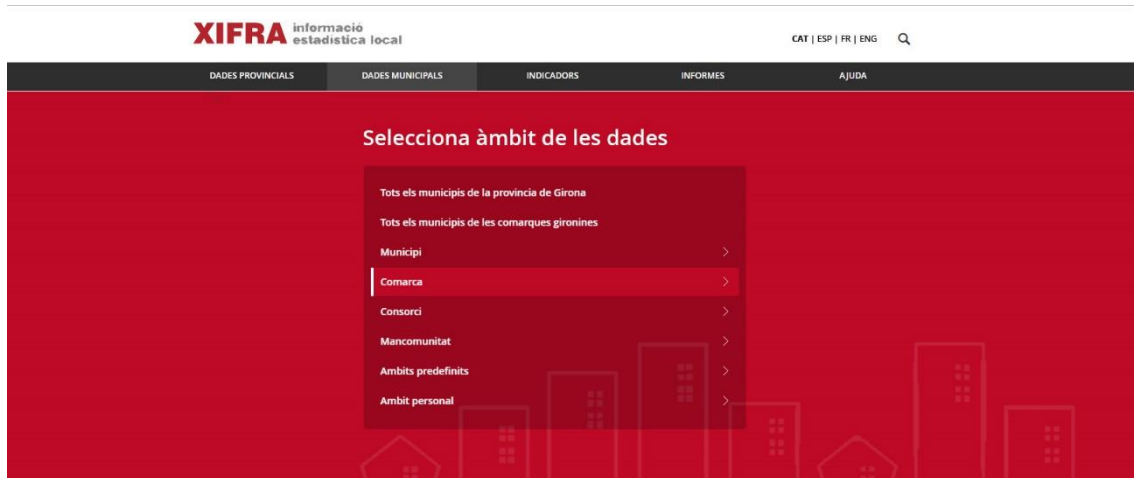 XIFRA informació
estadística local
CAT | ESP | FR | ENG
DADES PROVINCIALS DADES MUNICIPALS INDICADORS INFORMES AJUDA
Selecciona àmbit de les dades
Tots els municipis de la provincia de Girona
Tots els municipis de les comarques gironines
Municipi
Comarca
Consorci
Mancomunitat
Ambits predefinits
Ambit personal